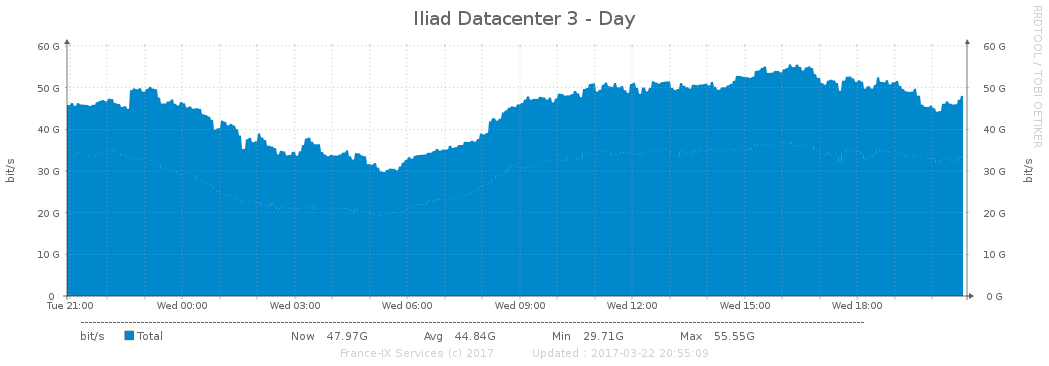 Iliad Datacenter 3 - Day
RRDTOOL / TOBI OETIKER
60 G 60 G
50 G 50 G
40 G 40 G
30 G 30 G
20 G 20 G
10 G 10 G
0 0 G
bit/s bit/s
Tue 21:00 Wed 00:00 Wed 03:00 Wed 06:00 Wed 09:00 Wed 12:00 Wed 15:00 Wed 18:00
bit/s Total Now 47.97G Avg 44.84G Min 29.71G Max 55.55G
France-IX Services (c) 2017 Updated : 2017-03-22 20:55:09